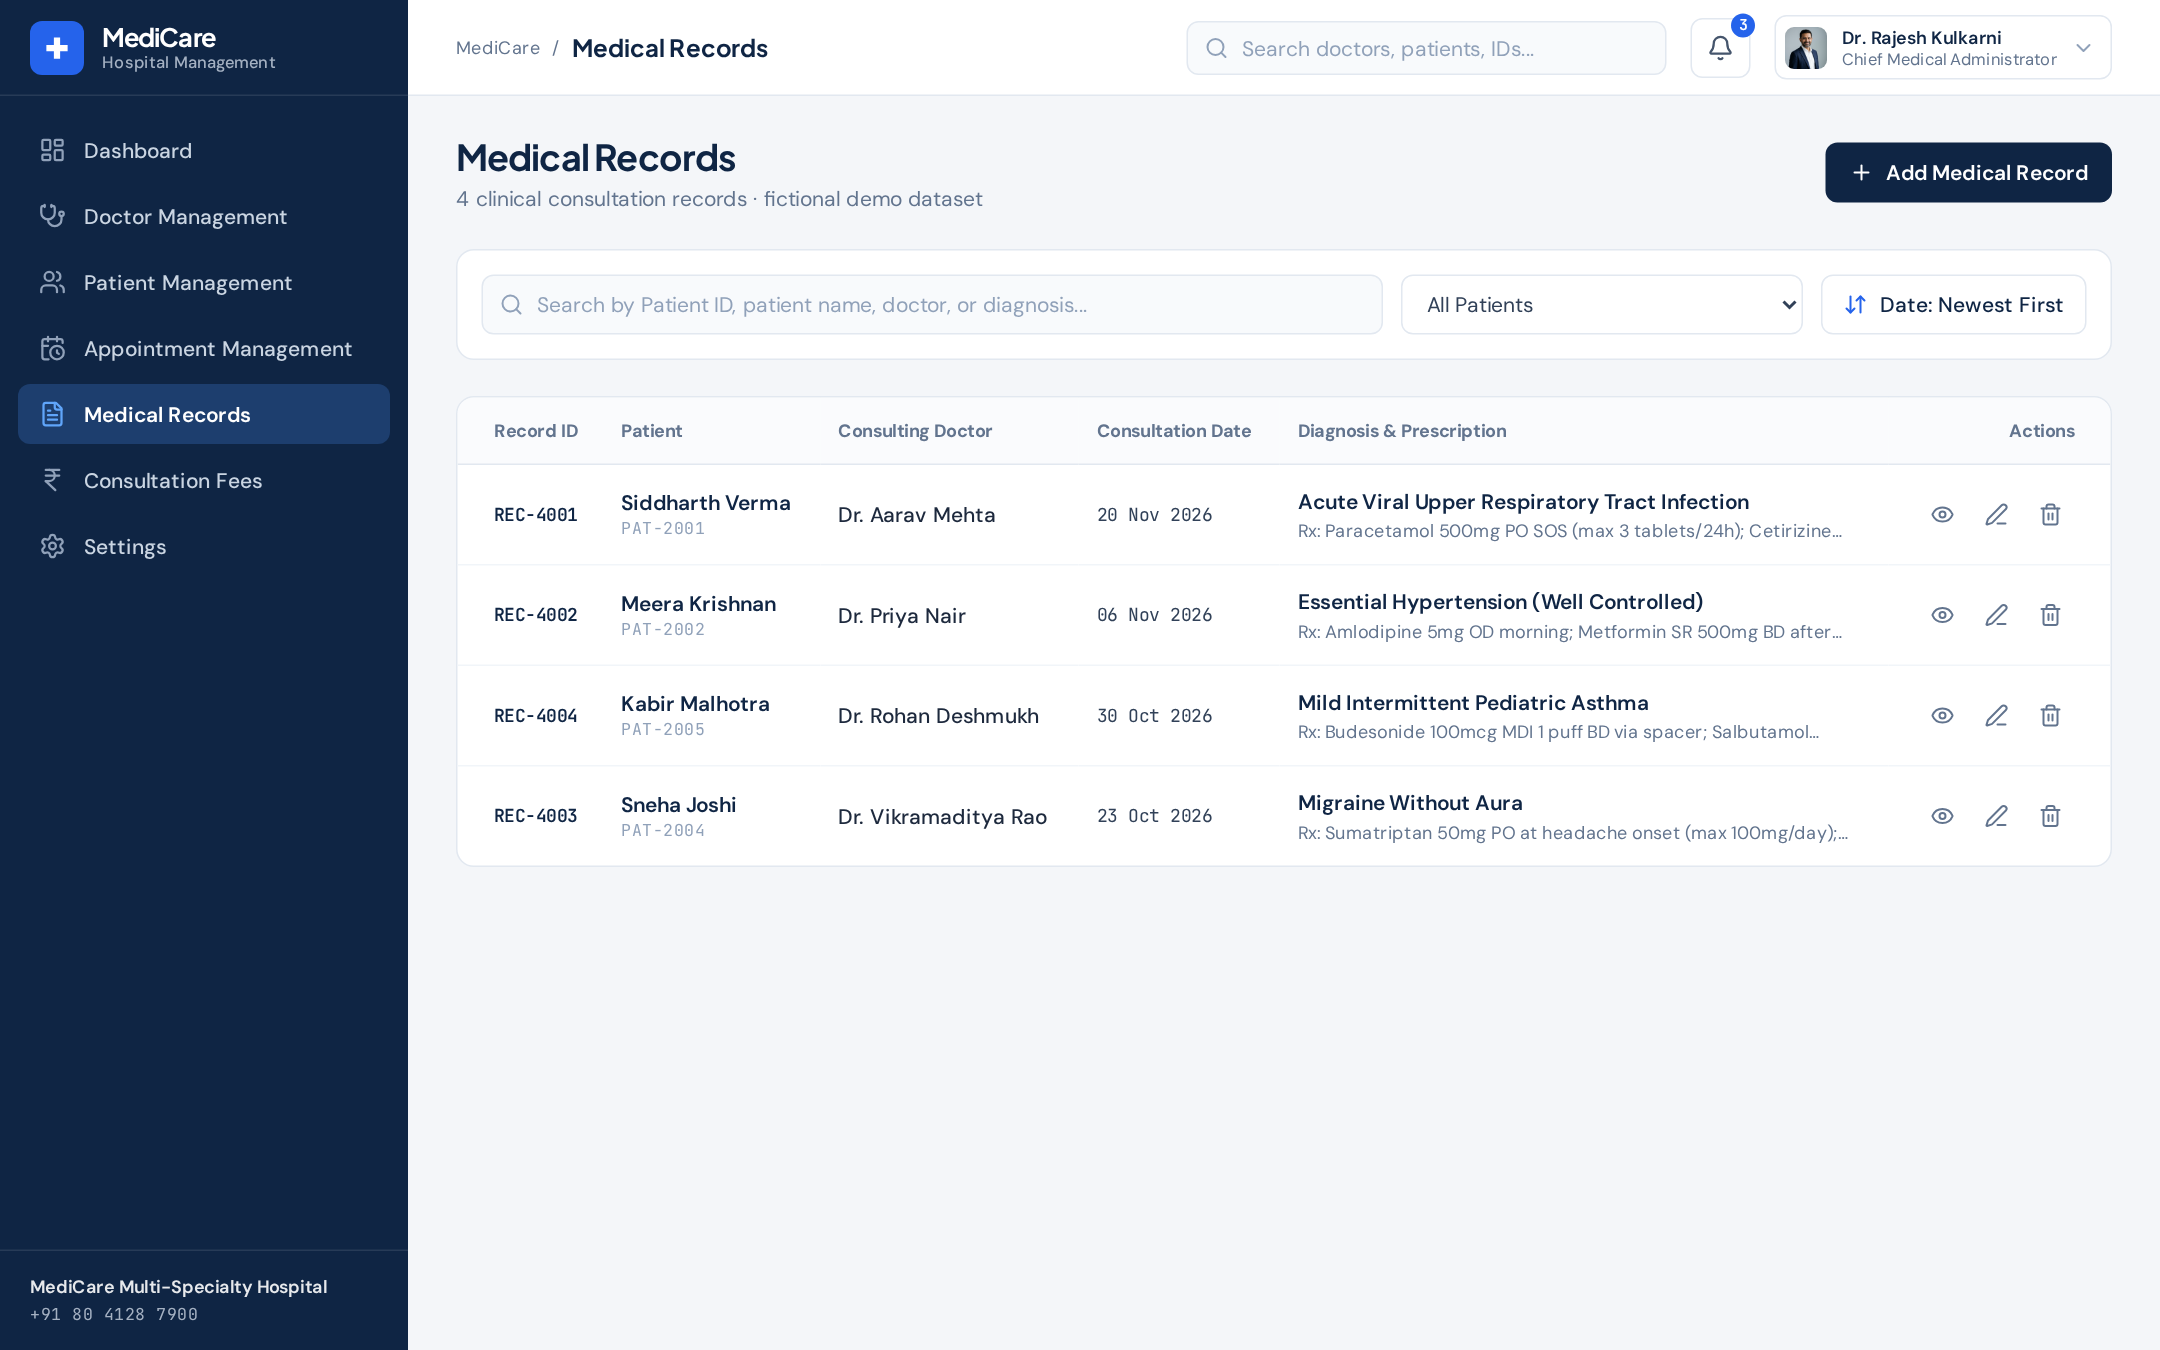 MediCare
Hospital Management
Dashboard
Doctor Management
Patient Management
Appointment Management
Medical Records
Consultation Fees
Settings
MediCare Multi-Specialty Hospital
+91 80 4128 7900
MediCare / Medical Records
Search doctors, patients, IDs...
3
Dr. Rajesh Kulkarni
Chief Medical Administrator
Medical Records
4 clinical consultation records · fictional demo dataset
Add Medical Record
Search by Patient ID, patient name, doctor, or diagnosis...
All Patients
Date: Newest First
Record ID Patient Consulting Doctor Consultation Date Diagnosis & Prescription Actions
REC-4001 Siddharth Verma Dr. Aarav Mehta 20 Nov 2026 Acute Viral Upper Respiratory Tract Infection
PAT-2001 Rx: Paracetamol 500mg PO SOS (max 3 tablets/24h); Cetirizine...
REC-4002 Meera Krishnan Dr. Priya Nair 06 Nov 2026 Essential Hypertension (Well Controlled)
PAT-2002 Rx: Amlodipine 5mg OD morning; Metformin SR 500mg BD after...
REC-4004 Kabir Malhotra Dr. Rohan Deshmukh 30 Oct 2026 Mild Intermittent Pediatric Asthma
PAT-2005 Rx: Budesonide 100mcg MDI 1 puff BD via spacer; Salbutamol...
REC-4003 Sneha Joshi Dr. Vikramaditya Rao 23 Oct 2026 Migraine Without Aura
PAT-2004 Rx: Sumatriptan 50mg PO at headache onset (max 100mg/day);...